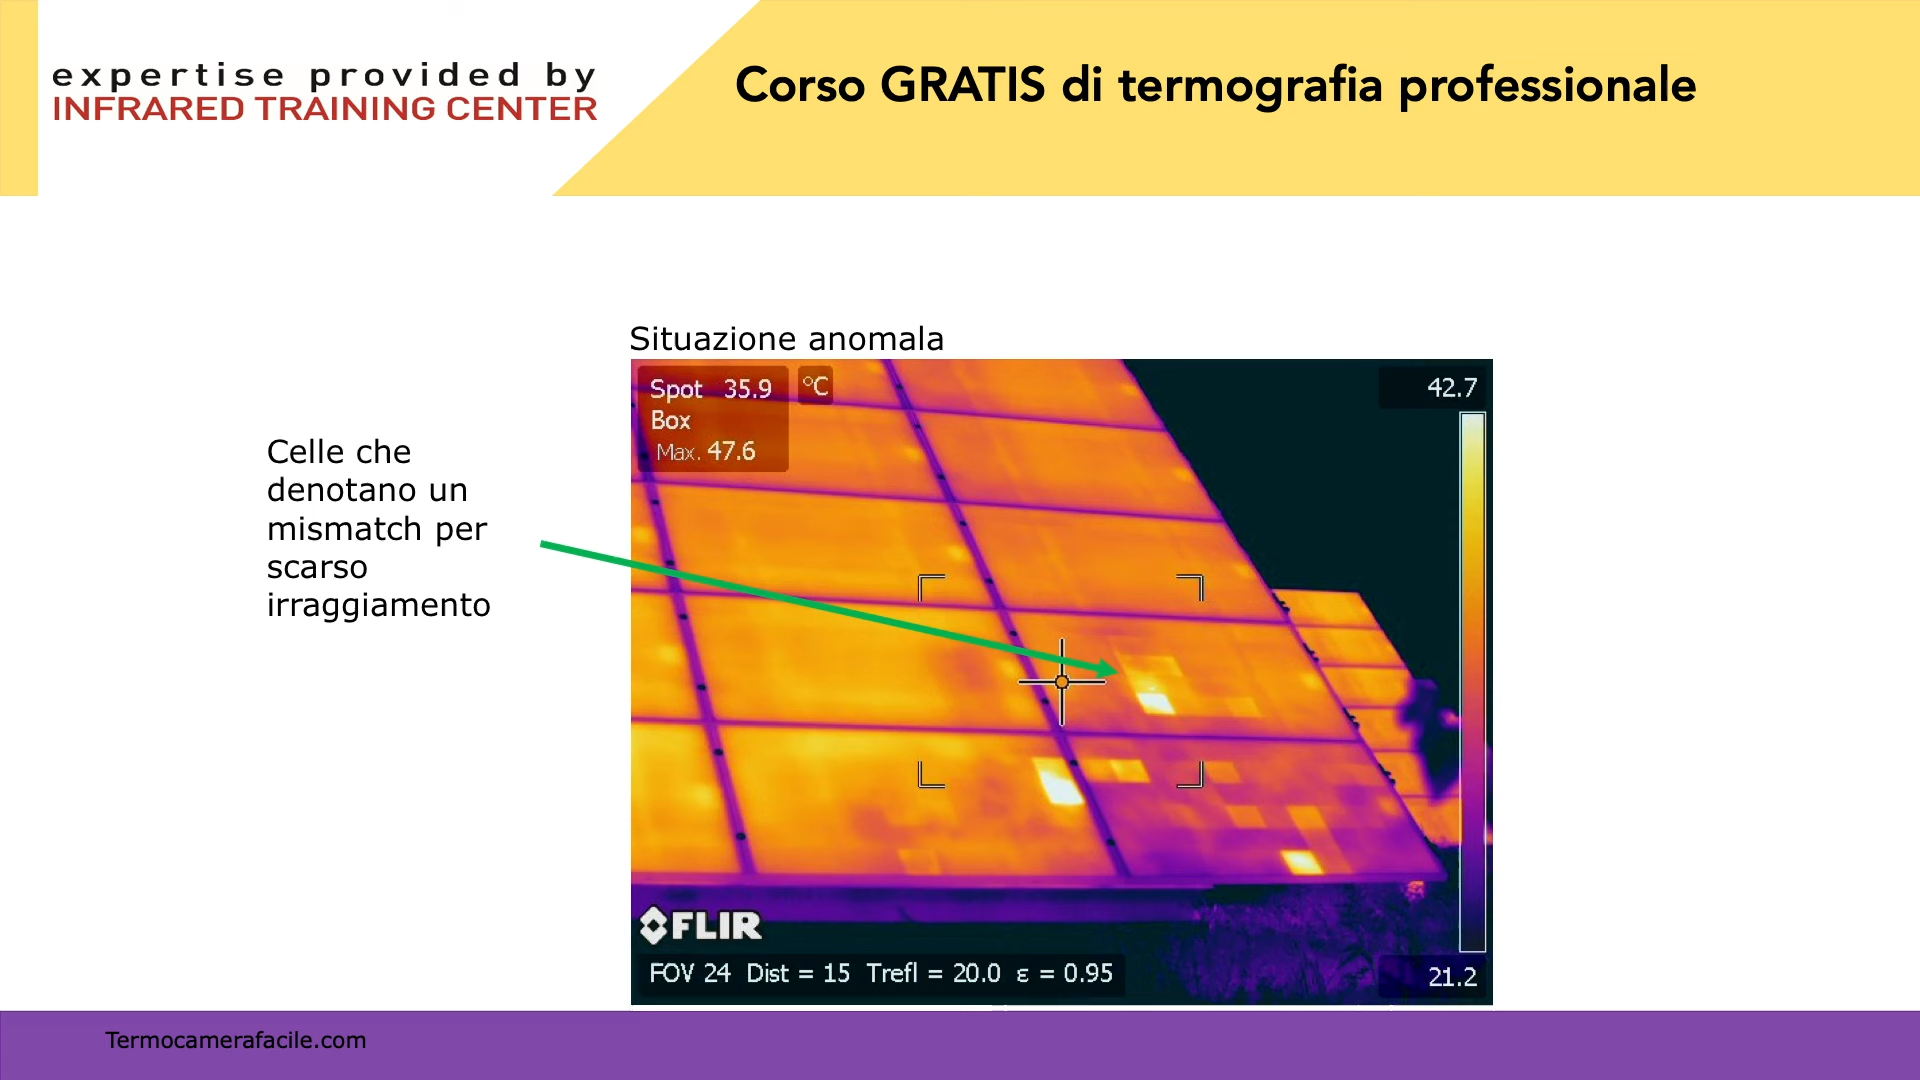 expertise provided by
INFRARED TRAINING CENTER
Corso GRATIS di termografia professionale
Situazione anomala
Celle che
denotano un
mismatch per
scarso
irraggiamento
Spot 35.9 °C
Box
Max. 47.6
42.7
FLIR
FOV 24 Dist = 15 Trefl = 20.0 ε = 0.95
21.2
Termocamerafacile.com